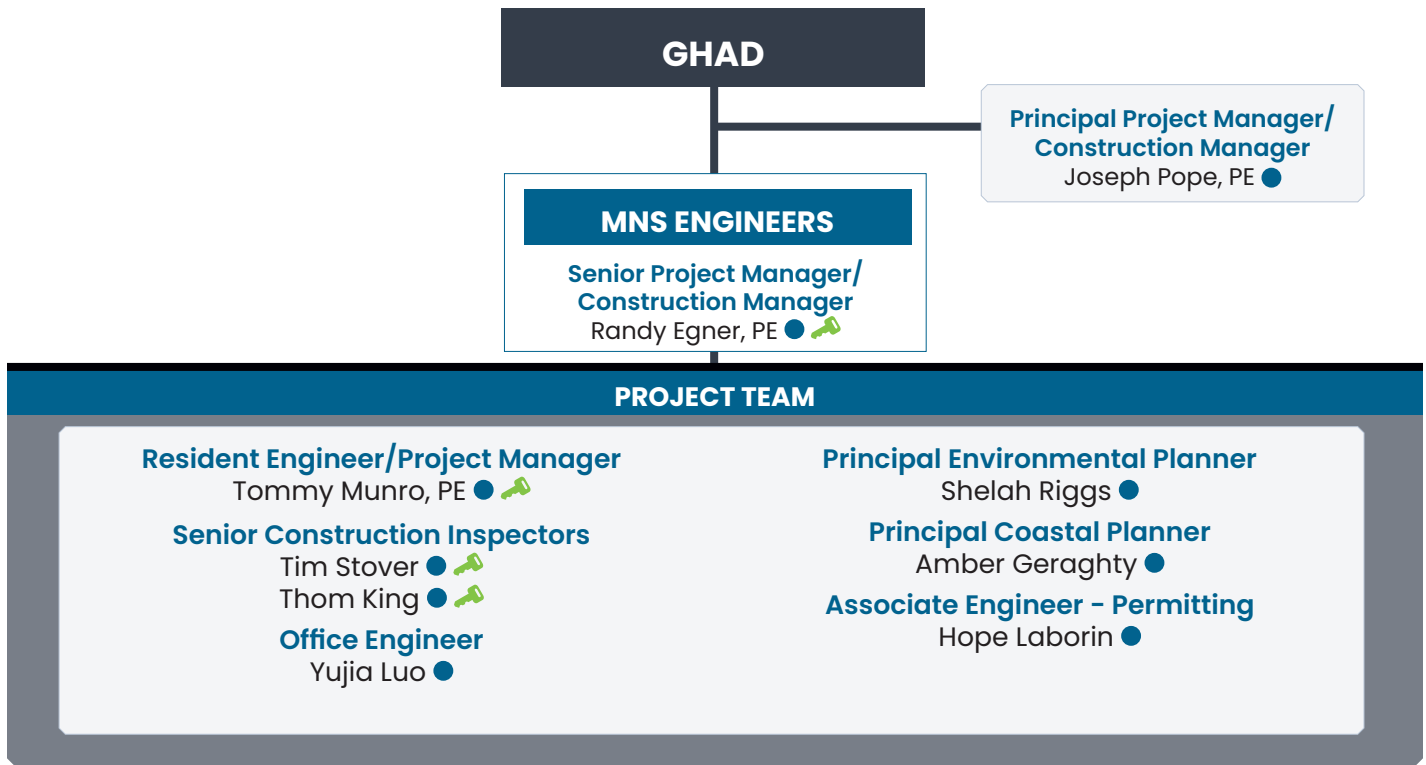 GHAD
Principal Project Manager/
Construction Manager
Joseph Pope, PE
MNS ENGINEERS
Senior Project Manager/
Construction Manager
Randy Egner, PE
PROJECT TEAM
Resident Engineer/Project Manager
Tommy Munro, PE
Senior Construction Inspectors
Tim Stover
Thom King
Office Engineer
Yujia Luo
Principal Environmental Planner
Shelah Riggs
Principal Coastal Planner
Amber Geraghty
Associate Engineer - Permitting
Hope Laborin